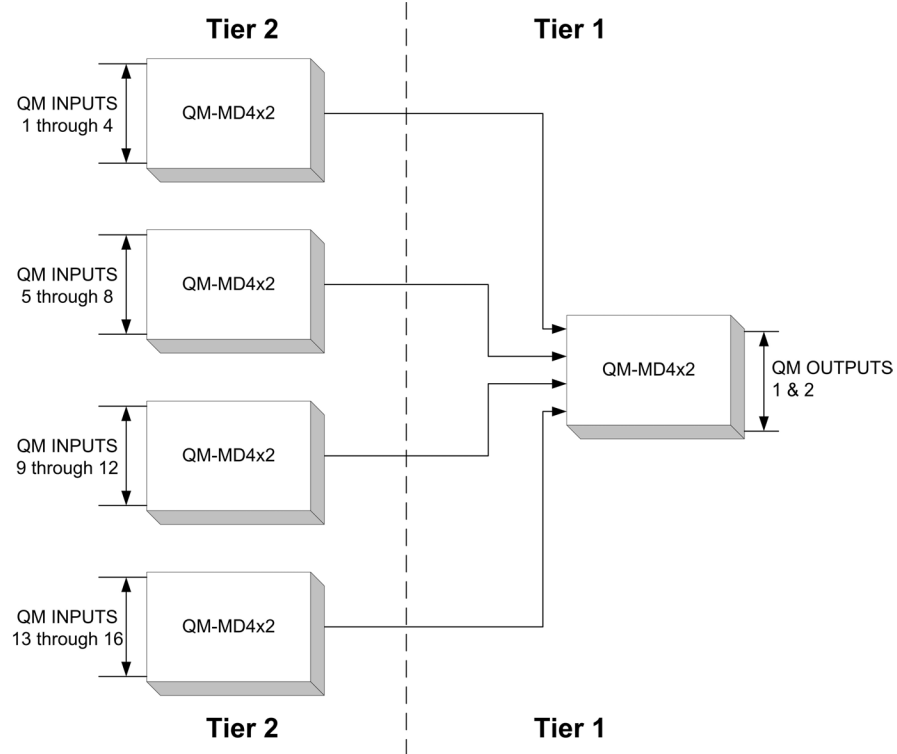 Tier 2
Tier 1
QM INPUTS
1 through 4
QM-MD4x2
QM INPUTS
5 through 8
QM-MD4x2
QM-MD4x2
QM OUTPUTS
1 & 2
QM INPUTS
9 through 12
QM-MD4x2
QM INPUTS
13 through 16
QM-MD4x2
Tier 2
Tier 1